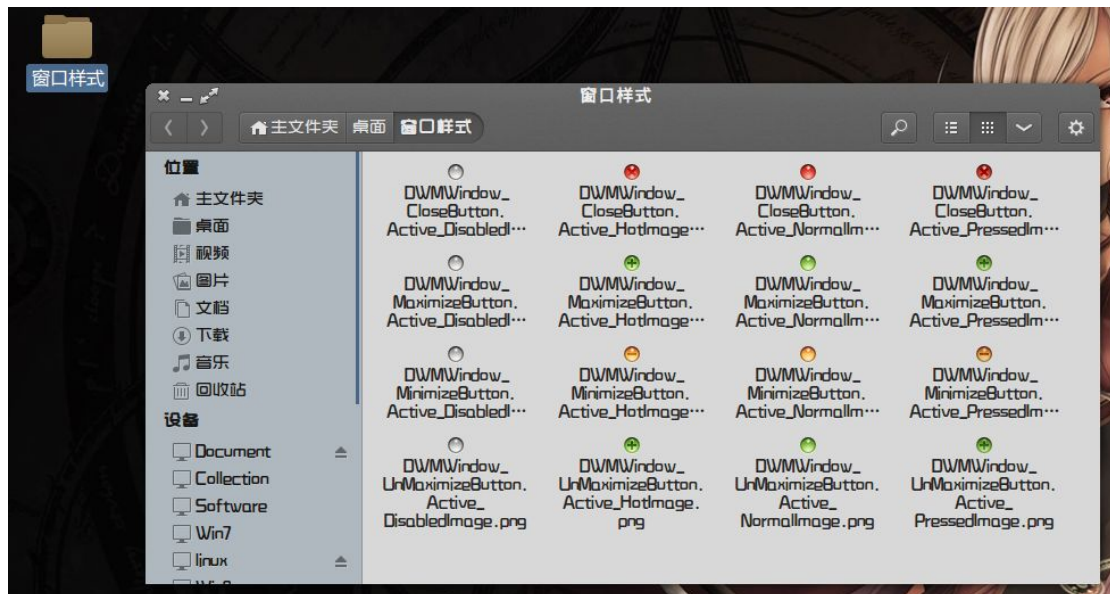 窗口样式
窗口样式
主文件夹 桌面 窗口样式
位置
主文件夹
桌面
视频
图片
文档
下载
音乐
回收站
设备
Document
Collection
Software
Win7
linux
DWMWindow_
CloseButton.
Active_DisabledI…
DWMWindow_
CloseButton.
Active_HotImage…
DWMWindow_
CloseButton.
Active_NormalIm…
DWMWindow_
CloseButton.
Active_PressedIm…
DWMWindow_
MaximizeButton.
Active_DisabledI…
DWMWindow_
MaximizeButton.
Active_HotImage…
DWMWindow_
MaximizeButton.
Active_NormalIm…
DWMWindow_
MaximizeButton.
Active_PressedIm…
DWMWindow_
MinimizeButton.
Active_DisabledI…
DWMWindow_
MinimizeButton.
Active_HotImage…
DWMWindow_
MinimizeButton.
Active_NormalIm…
DWMWindow_
MinimizeButton.
Active_PressedIm…
DWMWindow_
UnMaximizeButton.
Active_
DisabledImage.png
DWMWindow_
UnMaximizeButton.
Active_HotImage.
png
DWMWindow_
UnMaximizeButton.
Active_
NormalImage.png
DWMWindow_
UnMaximizeButton.
Active_
PressedImage.png